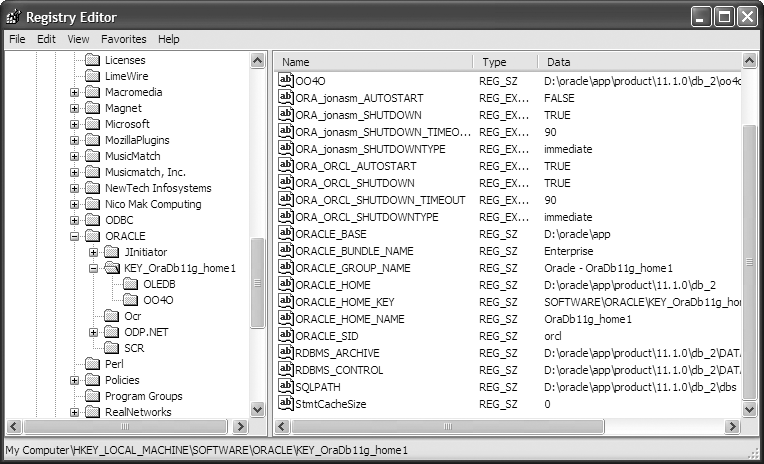 Registry Editor
File Edit View Favorites Help
Licenses
LimeWire
Macromedia
Magnet
Microsoft
MozillaPlugins
MusicMatch
Musicmatch, Inc.
NewTech Infosystems
Nico Mak Computing
ODBC
ORACLE
JInitiator
KEY_OraDb11g_home1
OLEDB
OO4O
Ocr
ODP.NET
SCR
Perl
Policies
Program Groups
RealNetworks
Name Type Data
OO4O REG_SZ D:\oracle\app\product\11.1.0\db_2\oo4o
ORA_jonasm_AUTOSTART REG_EX... FALSE
ORA_jonasm_SHUTDOWN REG_EX... TRUE
ORA_jonasm_SHUTDOWN_TIMEO... REG_EX... 90
ORA_jonasm_SHUTDOWNTYPE REG_EX... immediate
ORA_ORCL_AUTOSTART REG_EX... TRUE
ORA_ORCL_SHUTDOWN REG_EX... TRUE
ORA_ORCL_SHUTDOWN_TIMEOUT REG_EX... 90
ORA_ORCL_SHUTDOWNTYPE REG_EX... immediate
ORACLE_BASE REG_SZ D:\oracle\app
ORACLE_BUNDLE_NAME REG_SZ Enterprise
ORACLE_GROUP_NAME REG_SZ Oracle - OraDb11g_home1
ORACLE_HOME REG_SZ D:\oracle\app\product\11.1.0\db_2
ORACLE_HOME_KEY REG_SZ SOFTWARE\ORACLE\KEY_OraDb11g_hom
ORACLE_HOME_NAME REG_SZ OraDb11g_home1
ORACLE_SID REG_SZ orcl
RDBMS_ARCHIVE REG_SZ D:\oracle\app\product\11.1.0\db_2\DATA
RDBMS_CONTROL REG_SZ D:\oracle\app\product\11.1.0\db_2\DATA
SQLPATH REG_SZ D:\oracle\app\product\11.1.0\db_2\dbs
StmtCacheSize REG_SZ 0
My Computer\HKEY_LOCAL_MACHINE\SOFTWARE\ORACLE\KEY_OraDb11g_home1